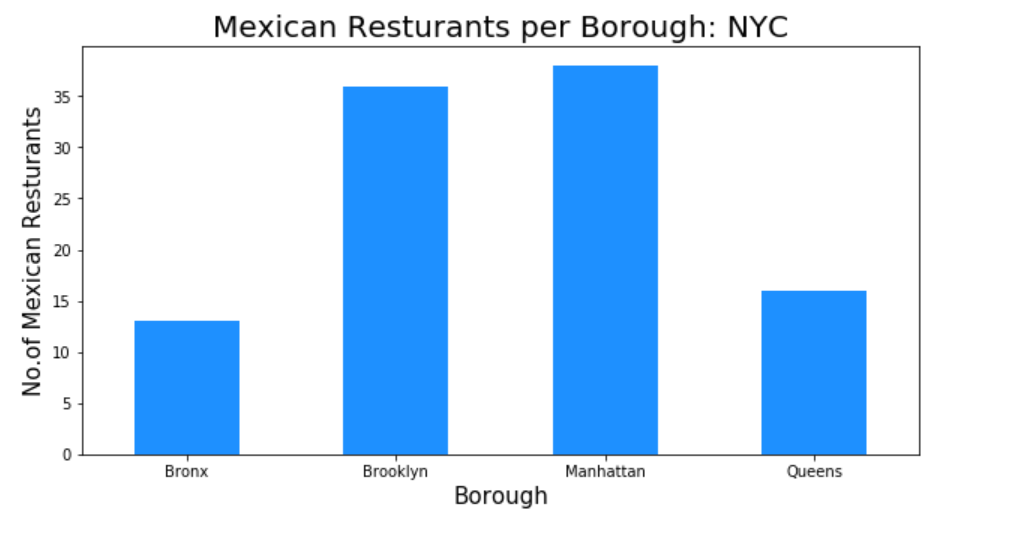 Mexican Resturants per Borough: NYC
No.of Mexican Resturants
35
30
25
20
15
10
5
0
Bronx Brooklyn Manhattan Queens
Borough